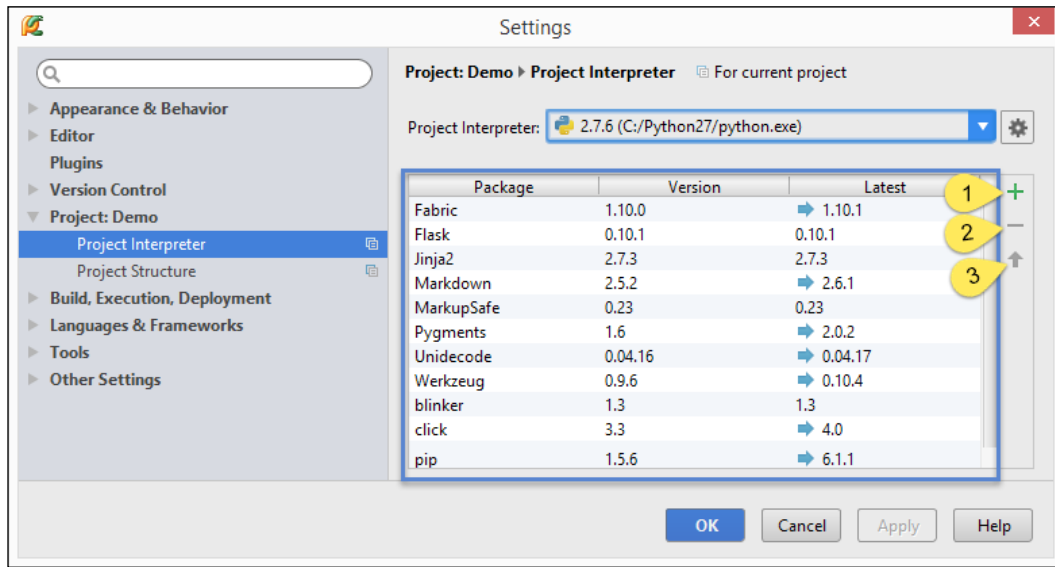 Settings
Project: Demo Project Interpreter For current project
Appearance & Behavior
Editor
Plugins
Version Control
Project: Demo
Project Interpreter
Project Structure
Build, Execution, Deployment
Languages & Frameworks
Tools
Other Settings
Project Interpreter: 2.7.6 (C:/Python27/python.exe)
Package Version Latest
Fabric 1.10.0 1.10.1
Flask 0.10.1 0.10.1
Jinja2 2.7.3 2.7.3
Markdown 2.5.2 2.6.1
MarkupSafe 0.23 0.23
Pygments 1.6 2.0.2
Unidecode 0.04.16 0.04.17
Werkzeug 0.9.6 0.10.4
blinker 1.3 1.3
click 3.3 4.0
pip 1.5.6 6.1.1
1
2
3
OK Cancel Apply Help